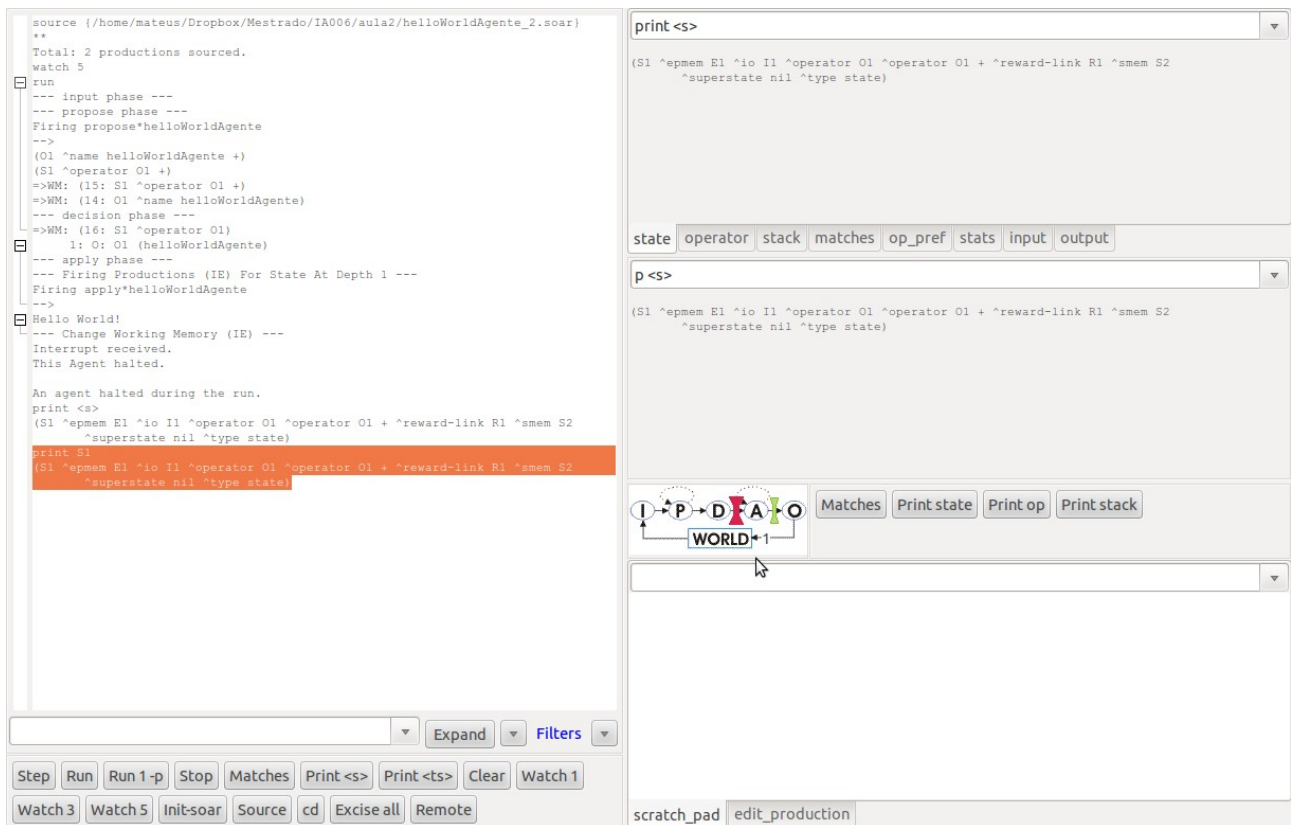 source {/home/mateus/Dropbox/Mestrado/IA006/aula2/helloWorldAgente_2.soar}
**
Total: 2 productions sourced.
watch 5
run
--- input phase ---
--- propose phase ---
Firing propose*helloWorldAgente
-->
(O1 ^name helloWorldAgente +)
(S1 ^operator O1 +)
=>WM: (15: S1 ^operator O1 +)
=>WM: (14: O1 ^name helloWorldAgente)
--- decision phase ---
=>WM: (16: S1 ^operator O1)
1: O: O1 (helloWorldAgente)
--- apply phase ---
--- Firing Productions (IE) For State At Depth 1 ---
Firing apply*helloWorldAgente
-->
Hello World!
--- Change Working Memory (IE) ---
Interrupt received.
This Agent halted.
An agent halted during the run.
print <s>
(S1 ^epmem E1 ^io I1 ^operator O1 ^operator O1 + ^reward-link R1 ^smem S2
^superstate nil ^type state)
print S1
(S1 ^epmem E1 ^io I1 ^operator O1 ^operator O1 + ^reward-link R1 ^smem S2
^superstate nil ^type state)
Expand Filters
Step Run Run 1 -p Stop Matches Print <s> Print <ts> Clear Watch 1
Watch 3 Watch 5 Init-soar Source cd Excise all Remote
print <s>
(S1 ^epmem E1 ^io I1 ^operator O1 ^operator O1 + ^reward-link R1 ^smem S2
^superstate nil ^type state)
state operator stack matches op_pref stats input output
p <s>
(S1 ^epmem E1 ^io I1 ^operator O1 ^operator O1 + ^reward-link R1 ^smem S2
^superstate nil ^type state)
I P D A O
WORLD 1
Matches Print state Print op Print stack
scratch_pad edit_production